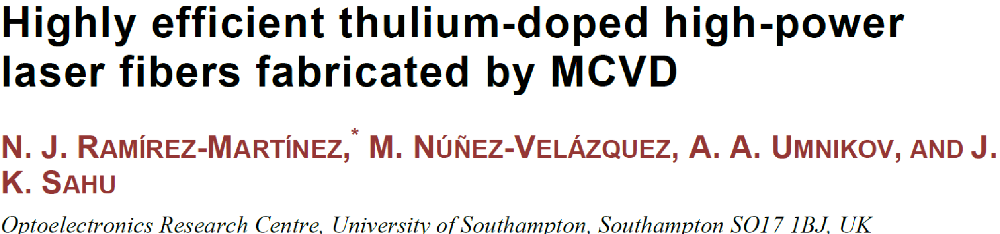 Highly efficient thulium-doped high-power
laser fibers fabricated by MCVD
N. J. RAMÍREZ-MARTÍNEZ,* M. NÚÑEZ-VELÁZQUEZ, A. A. UMNIKOV, AND J.
K. SAHU
Optoelectronics Research Centre, University of Southampton, Southampton SO17 1BJ, UK